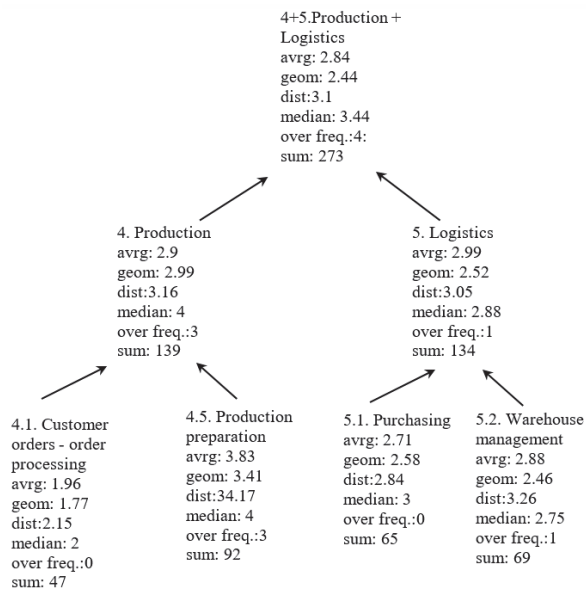 4+5.Production +
Logistics
avrg: 2.84
geom: 2.44
dist:3.1
median: 3.44
over freq.:4:
sum: 273
4. Production
avrg: 2.9
geom: 2.99
dist:3.16
median: 4
over freq.:3
sum: 139
5. Logistics
avrg: 2.99
geom: 2.52
dist:3.05
median: 2.88
over freq.:1
sum: 134
4.1. Customer
orders - order
processing
avrg: 1.96
geom: 1.77
dist:2.15
median: 2
over freq.:0
sum: 47
4.5. Production
preparation
avrg: 3.83
geom: 3.41
dist:34.17
median: 4
over freq.:3
sum: 92
5.1. Purchasing
avrg: 2.71
geom: 2.58
dist:2.84
median: 3
over freq.:0
sum: 65
5.2. Warehouse
management
avrg: 2.88
geom: 2.46
dist:3.26
median: 2.75
over freq.:1
sum: 69